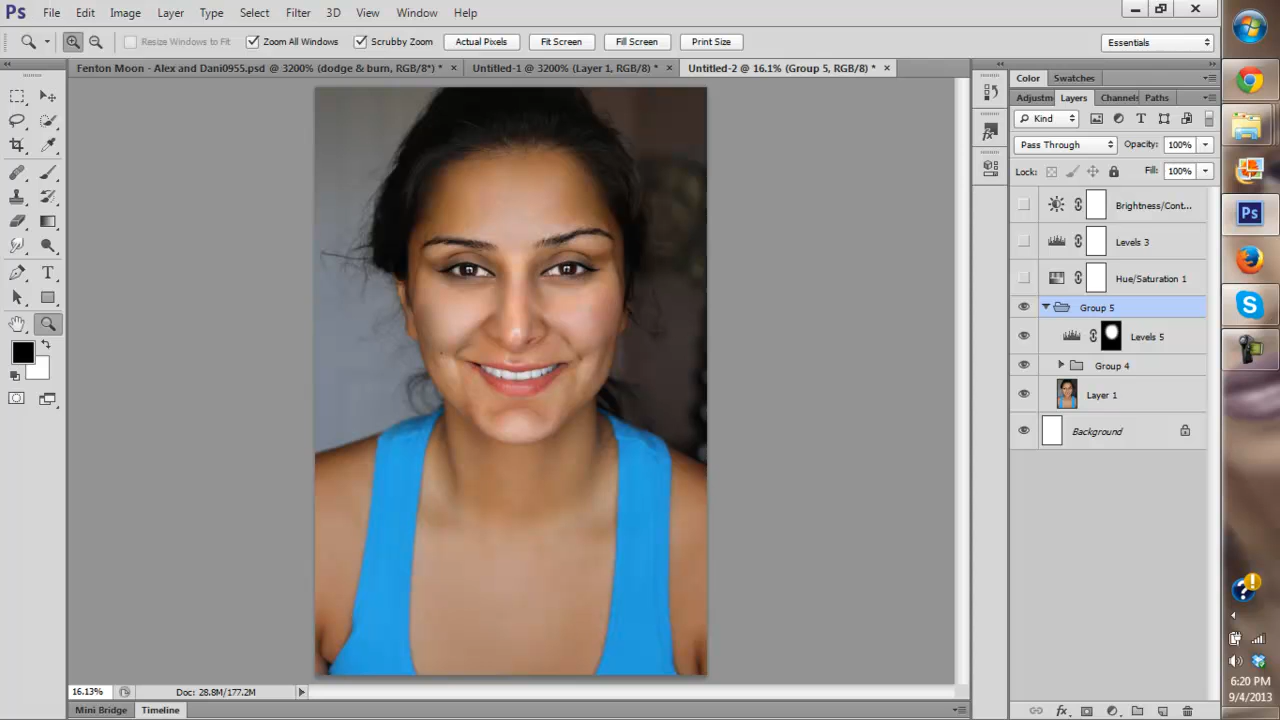 Ps File Edit Image Layer Type Select Filter 3D View Window Help
Resize Windows to Fit Zoom All Windows Scrubby Zoom Actual Pixels Fit Screen Fill Screen Print Size Essentials
Fenton Moon - Alex and Dani0955.psd @ 3200% (dodge & burn, RGB/8*) * × Untitled-1 @ 3200% (Layer 1, RGB/8) * × Untitled-2 @ 16.1% (Group 5, RGB/8) * ×
Color Swatches
Adjustm Layers Channels Paths
Kind
Pass Through Opacity: 100%
Lock: Fill: 100%
Brightness/Cont...
Levels 3
Hue/Saturation 1
Group 5
Levels 5
Group 4
Layer 1
Background
16.13% Doc: 28.8M/177.2M
Mini Bridge Timeline
fx
Ps
6:20 PM
9/4/2013